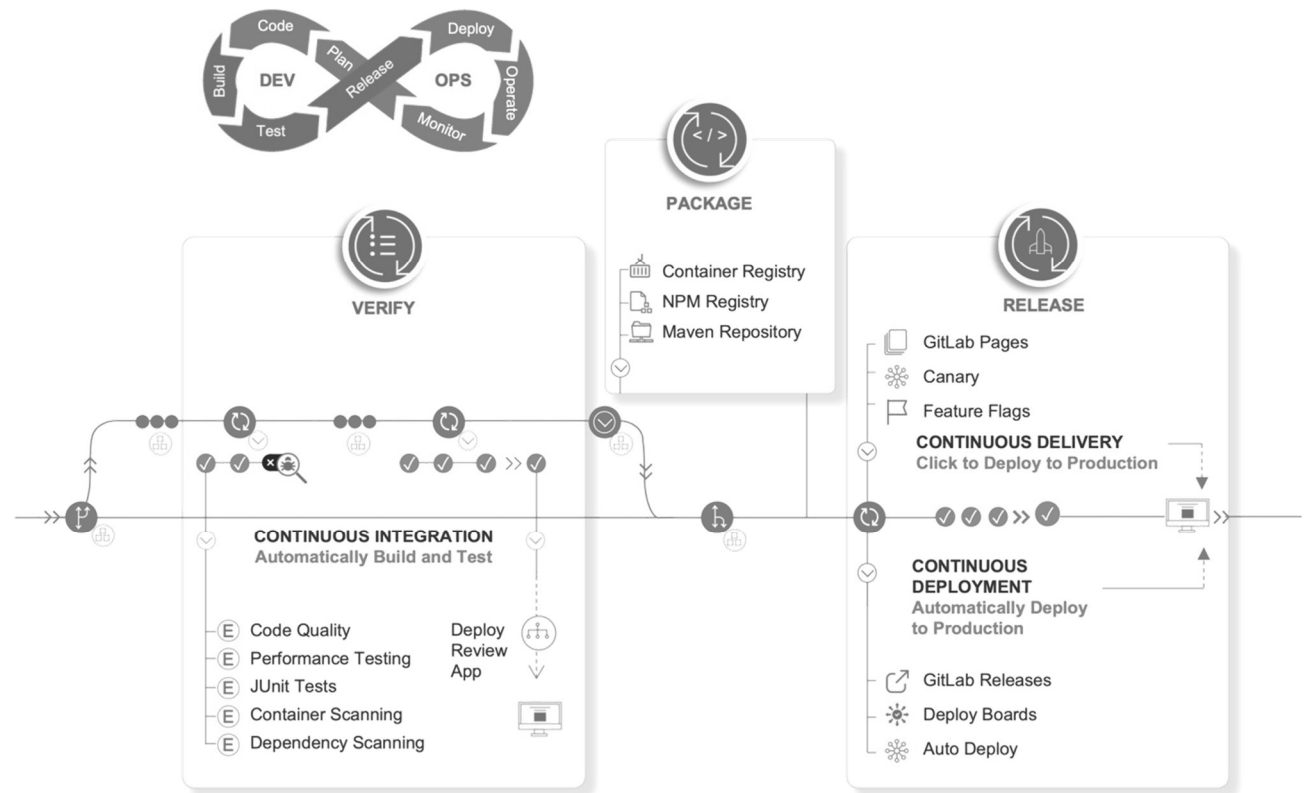 Code
Plan
Build
DEV
Test
Release
Deploy
OPS
Operate
Monitor
PACKAGE
</>
Container Registry
NPM Registry
Maven Repository
VERIFY
CONTINUOUS INTEGRATION
Automatically Build and Test
E Code Quality
E Performance Testing
E JUnit Tests
E Container Scanning
E Dependency Scanning
Deploy
Review
App
RELEASE
GitLab Pages
Canary
Feature Flags
CONTINUOUS DELIVERY
Click to Deploy to Production
CONTINUOUS
DEPLOYMENT
Automatically Deploy
to Production
GitLab Releases
Deploy Boards
Auto Deploy